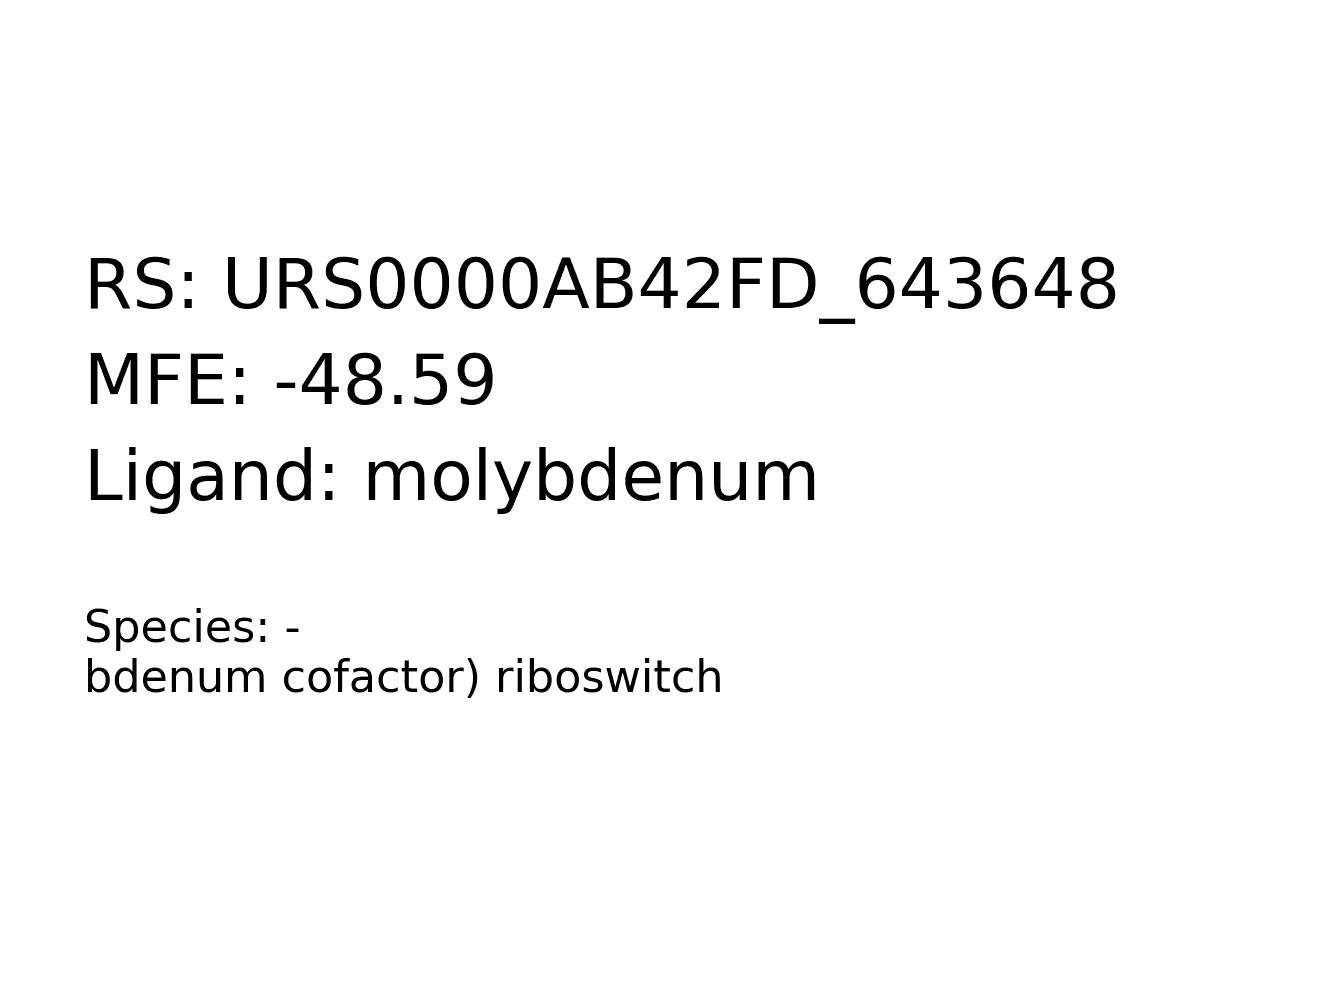 RS: URS0000AB42FD_643648
MFE: -48.59
Ligand: molybdenum
Species: -
bdenum cofactor) riboswitch